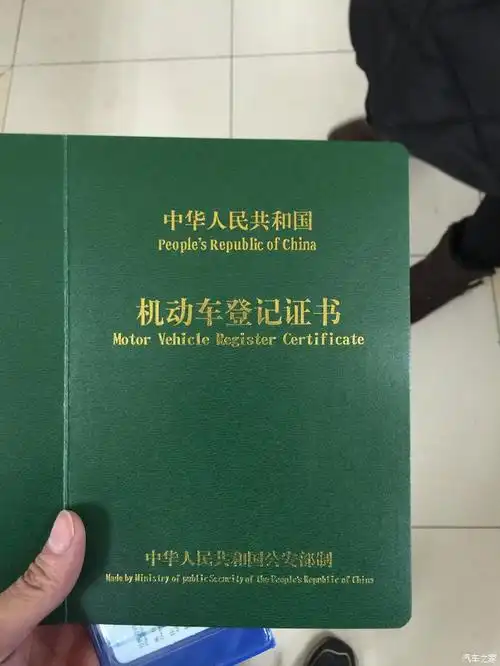 中华人民共和国
People's Republic of China
机动车登记证书
Motor Vehicle Register Certificate
中华人民共和国公安部制
Made by Ministry of public Security of the People's Republic of China
汽车之家